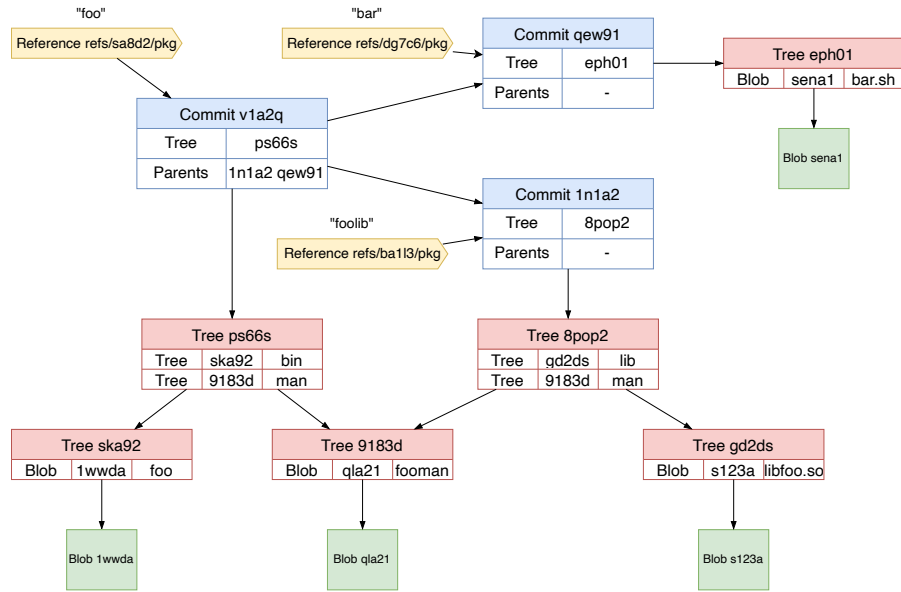 "foo"
Reference refs/sa8d2/pkg
"bar"
Reference refs/dg7c6/pkg
Commit qew91
Tree eph01
Parents -
Tree eph01
Blob sena1 bar.sh
Blob sena1
Commit v1a2q
Tree ps66s
Parents 1n1a2 qew91
"foolib"
Reference refs/ba1l3/pkg
Commit 1n1a2
Tree 8pop2
Parents -
Tree ps66s
Tree ska92 bin
Tree 9183d man
Tree 8pop2
Tree gd2ds lib
Tree 9183d man
Tree ska92
Blob 1wwda foo
Tree 9183d
Blob qla21 fooman
Tree gd2ds
Blob s123a libfoo.so
Blob 1wwda
Blob qla21
Blob s123a